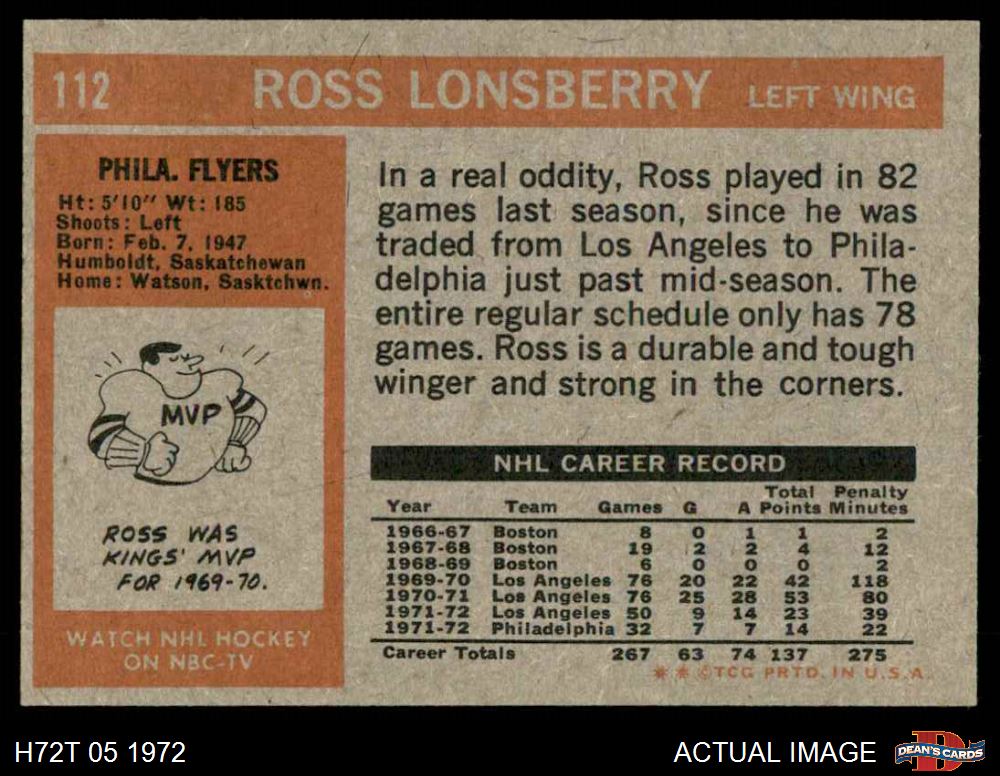 112 ROSS LONSBERRY LEFT WING
PHILA. FLYERS
Ht: 5'10" Wt: 185
Shoots: Left
Born: Feb. 7, 1947
Humboldt, Saskatchewan
Home: Watson, Sasktchwn.
MVP
ROSS WAS
KINGS' MVP
FOR 1969-70.
WATCH NHL HOCKEY
ON NBC-TV
In a real oddity, Ross played in 82
games last season, since he was
traded from Los Angeles to Phila-
delphia just past mid-season. The
entire regular schedule only has 78
games. Ross is a durable and tough
winger and strong in the corners.
NHL CAREER RECORD
Total Penalty
Year Team Games G A Points Minutes
1966-67 Boston 8 0 1 1 2
1967-68 Boston 19 2 2 4 12
1968-69 Boston 6 0 0 0 2
1969-70 Los Angeles 76 20 22 42 118
1970-71 Los Angeles 76 25 28 53 80
1971-72 Los Angeles 50 9 14 23 39
1971-72 Philadelphia 32 7 7 14 22
Career Totals 267 63 74 137 275
* * ©TCG PRTD. IN U.S.A.
H72T 05 1972
ACTUAL IMAGE
DEAN'S CARDS